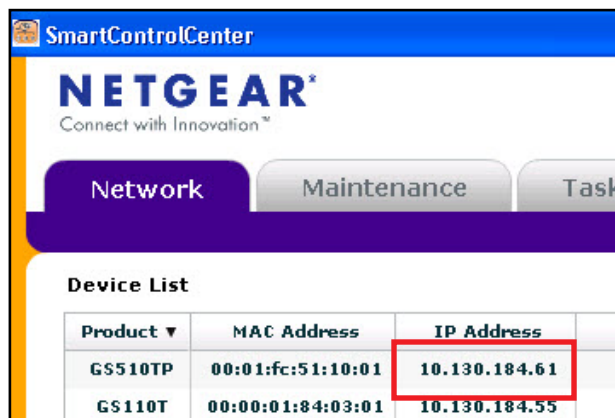 SmartControlCenter
NETGEAR®
Connect with Innovation™
Network Maintenance
Device List
Product ▼ MAC Address IP Address
GS510TP 00:01:fc:51:10:01 10.130.184.61
GS110T 00:00:01:84:03:01 10.130.184.55